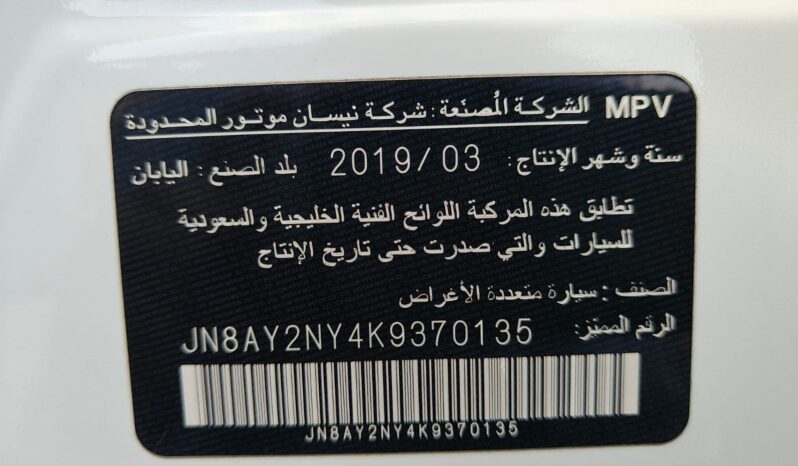 MPV الشركة المُصنّعة : شركة نيسان موتور المحدودة
سنة وشهر الإنتاج: 2019/03 بلد الصنع : اليابان
تطابق هذه المركبة اللوائح الفنية الخليجية والسعودية
للسيارات والتي صدرت حتى تاريخ الإنتاج
الصنف : سيارة متعددة الأغراض
الرقم المميّز: JN8AY2NY4K9370135
JN8AY2NY4K9370135